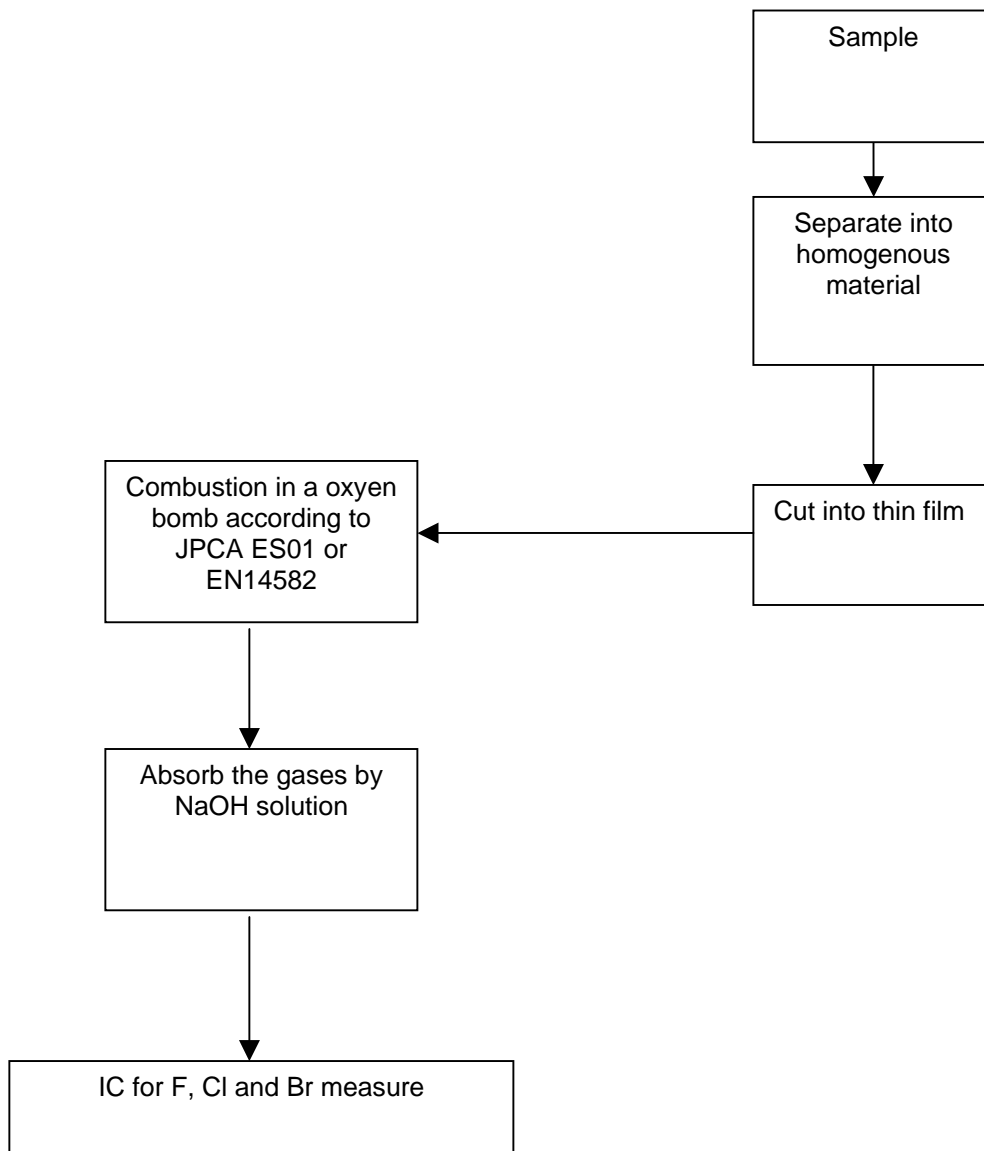 Sample
Separate into
homogenous
material
Cut into thin film
Combustion in a oxyen
bomb according to
JPCA ES01 or
EN14582
Absorb the gases by
NaOH solution
IC for F, Cl and Br measure